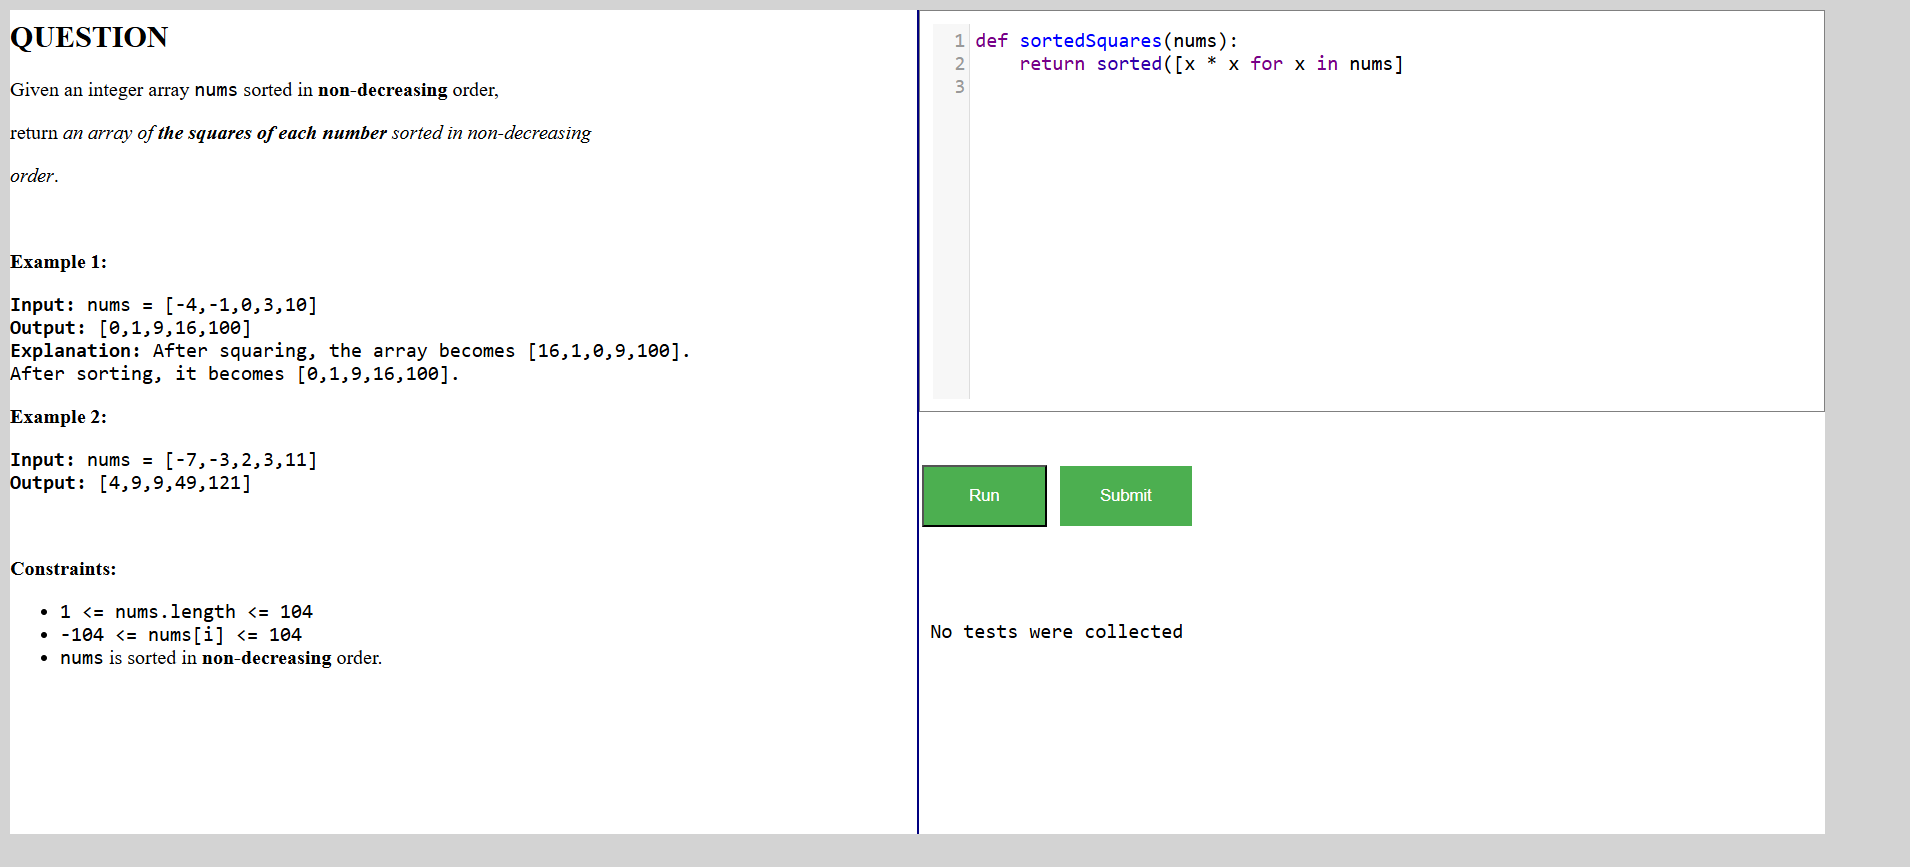 QUESTION
Given an integer array nums sorted in non-decreasing order,
return an array of the squares of each number sorted in non-decreasing
order.
Example 1:
Input: nums = [-4,-1,0,3,10]
Output: [0,1,9,16,100]
Explanation: After squaring, the array becomes [16,1,0,9,100].
After sorting, it becomes [0,1,9,16,100].
Example 2:
Input: nums = [-7,-3,2,3,11]
Output: [4,9,9,49,121]
Constraints:
• 1 <= nums.length <= 104
• -104 <= nums[i] <= 104
• nums is sorted in non-decreasing order.
1 def sortedSquares(nums):
2     return sorted([x * x for x in nums]
3
Run Submit
No tests were collected